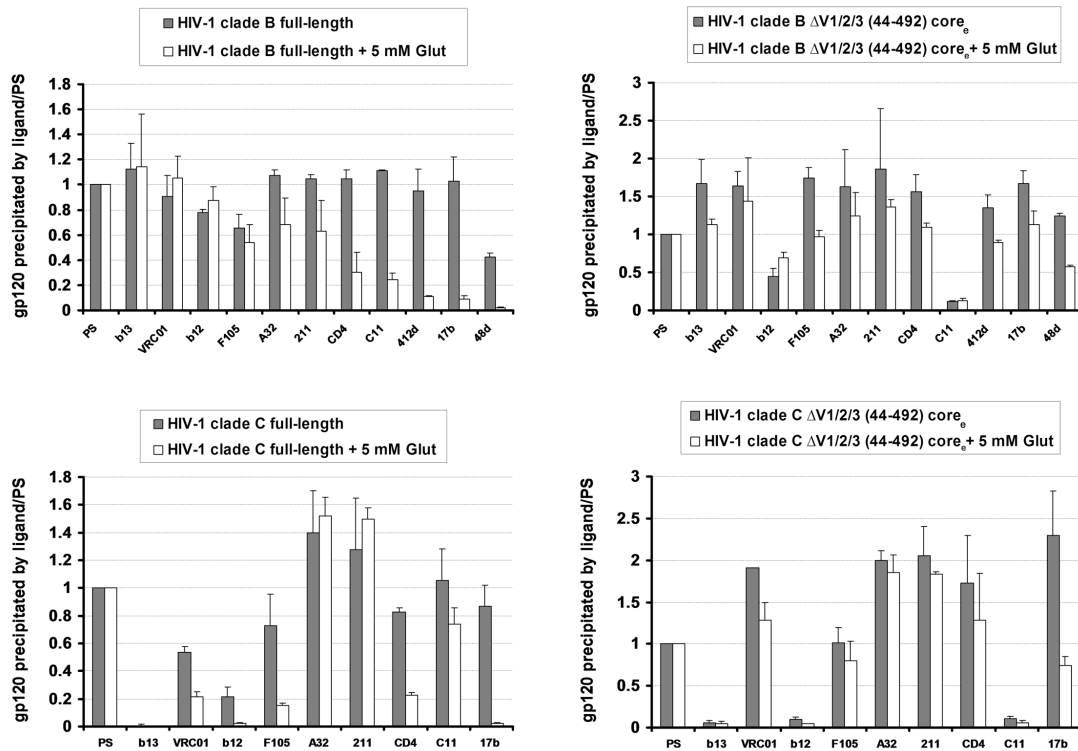 HIV-1 clade B full-length
HIV-1 clade B full-length + 5 mM Glut
gp120 precipitated by ligand/PS
1.8
1.6
1.4
1.2
1
0.8
0.6
0.4
0.2
0
PS b13 VRC01 b12 F105 A32 211 CD4 C11 412d 17b 48d
HIV-1 clade B ΔV1/2/3 (44-492) coreₑ
HIV-1 clade B ΔV1/2/3 (44-492) coreₑ+ 5 mM Glut
gp120 precipitated by ligand/PS
3
2.5
2
1.5
1
0.5
0
PS b13 VRC01 b12 F105 A32 211 CD4 C11 412d 17b 48d
HIV-1 clade C full-length
HIV-1 clade C full-length + 5 mM Glut
gp120 precipitated by ligand/PS
1.8
1.6
1.4
1.2
1
0.8
0.6
0.4
0.2
0
PS b13 VRC01 b12 F105 A32 211 CD4 C11 17b
HIV-1 clade C ΔV1/2/3 (44-492) coreₑ
HIV-1 clade C ΔV1/2/3 (44-492) coreₑ+ 5 mM Glut
gp120 precipitated by ligand/PS
3
2.5
2
1.5
1
0.5
0
PS b13 VRC01 b12 F105 A32 211 CD4 C11 17b